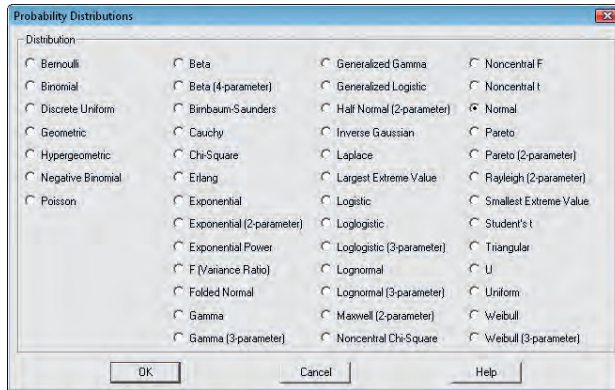 Probability Distributions
Distribution
Bernoulli
Binomial
Discrete Uniform
Geometric
Hypergeometric
Negative Binomial
Poisson
Beta
Beta (4-parameter)
Birnbaum-Saunders
Cauchy
Chi-Square
Erlang
Exponential
Exponential (2-parameter)
Exponential Power
F (Variance Ratio)
Folded Normal
Gamma
Gamma (3-parameter)
Generalized Gamma
Generalized Logistic
Half Normal (2-parameter)
Inverse Gaussian
Laplace
Largest Extreme Value
Logistic
Loglogistic
Loglogistic (3-parameter)
Lognormal
Lognormal (3-parameter)
Maxwell (2-parameter)
Noncentral Chi-Square
Noncentral F
Noncentral t
Normal
Pareto
Pareto (2-parameter)
Rayleigh (2-parameter)
Smallest Extreme Value
Student's t
Triangular
U
Uniform
Weibull
Weibull (3-parameter)
OK
Cancel
Help